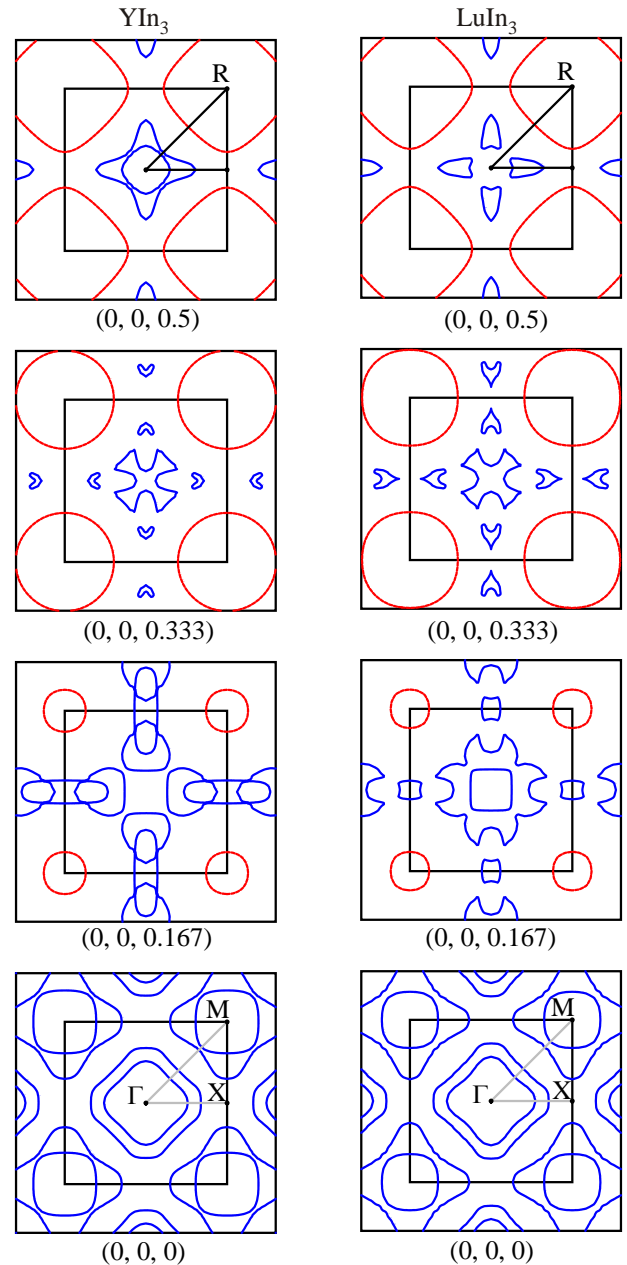 YIn₃ LuIn₃
R R
(0, 0, 0.5) (0, 0, 0.5)
(0, 0, 0.333) (0, 0, 0.333)
(0, 0, 0.167) (0, 0, 0.167)
M M
Γ X Γ X
(0, 0, 0) (0, 0, 0)